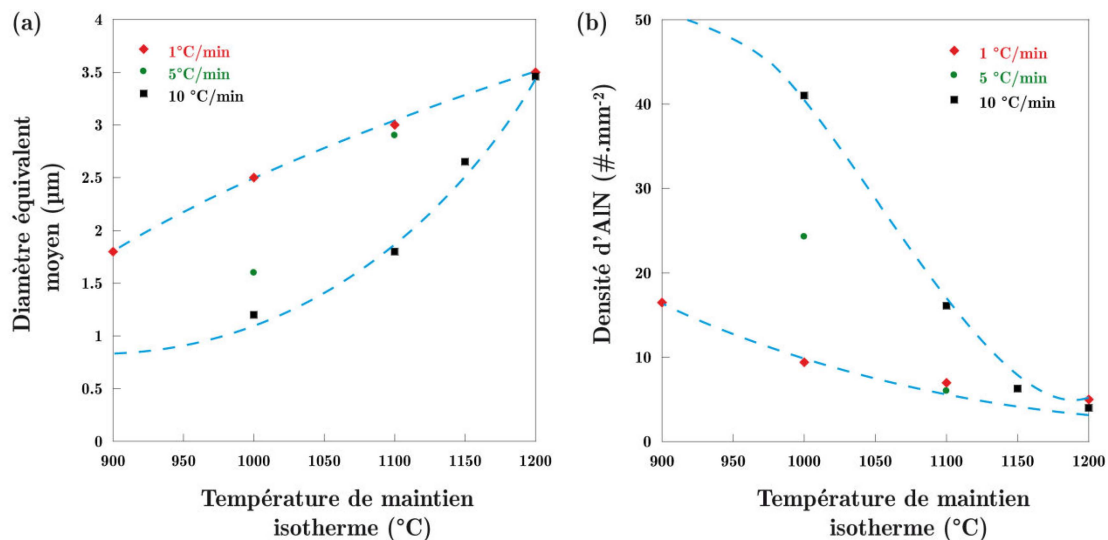 (a)
4
3.5
3
2.5
2
1.5
1
0.5
0
1°C/min
5°C/min
10 °C/min
Diamètre équivalent
moyen (µm)
900 950 1000 1050 1100 1150 1200
Température de maintien
isotherme (°C)
(b)
50
40
30
20
10
0
1 °C/min
5 °C/min
10 °C/min
Densité d'AlN (#.mm⁻²)
900 950 1000 1050 1100 1150 1200
Température de maintien
isotherme (°C)